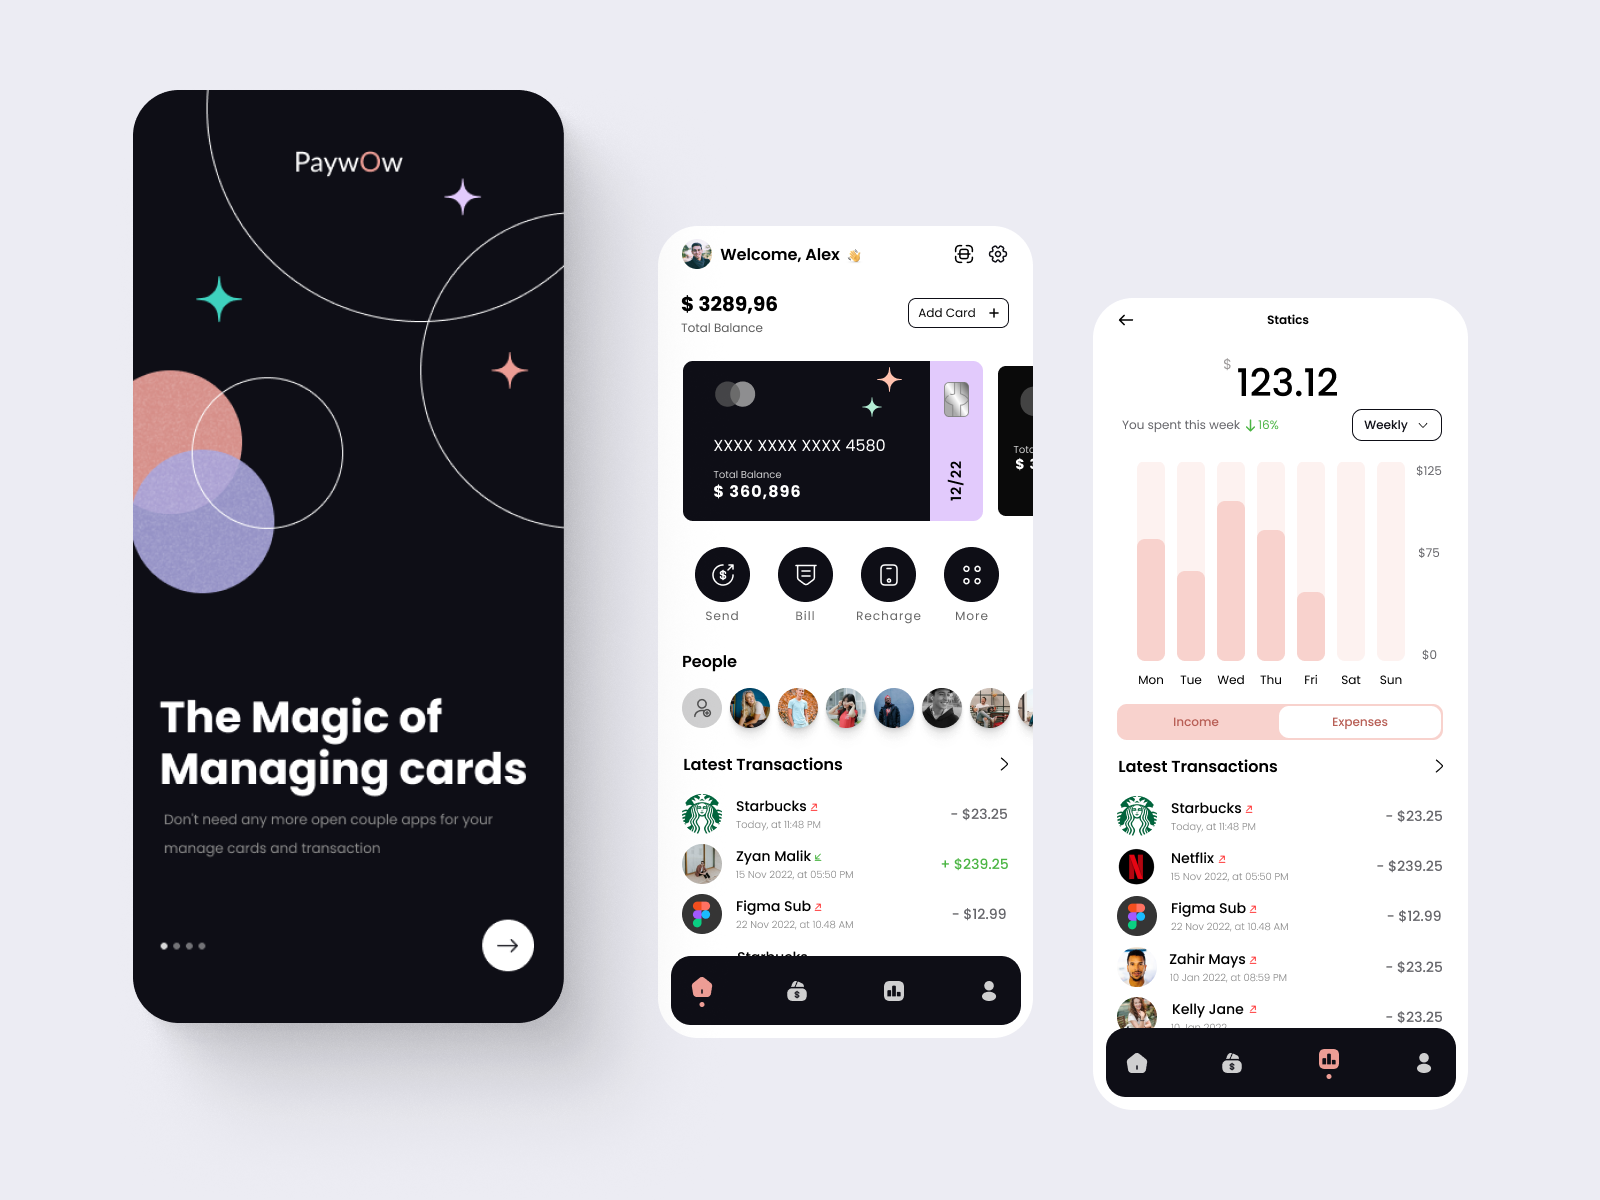 PaywOw
The Magic of
Managing cards
Don't need any more open couple apps for your
manage cards and transaction
Welcome, Alex 👋
$ 3289,96
Total Balance
Add Card +
XXXX XXXX XXXX 4580
Total Balance
$ 360,896
12/22
Send
Bill
Recharge
More
People
Latest Transactions
Starbucks
Today, at 11:48 PM
- $23.25
Zyan Malik
15 Nov 2022, at 05:50 PM
+ $239.25
Figma Sub
22 Nov 2022, at 10.48 AM
- $12.99
Starbucks
Statics
$
123.12
You spent this week ↓ 16%
Weekly
$125
$75
$0
Mon Tue Wed Thu Fri Sat Sun
Income
Expenses
Latest Transactions
Starbucks
Today, at 11:48 PM
- $23.25
Netflix
15 Nov 2022, at 05:50 PM
- $239.25
Figma Sub
22 Nov 2022, at 10.48 AM
- $12.99
Zahir Mays
10 Jan 2022, at 08:59 PM
- $23.25
Kelly Jane
10 Jan 2022
- $23.25